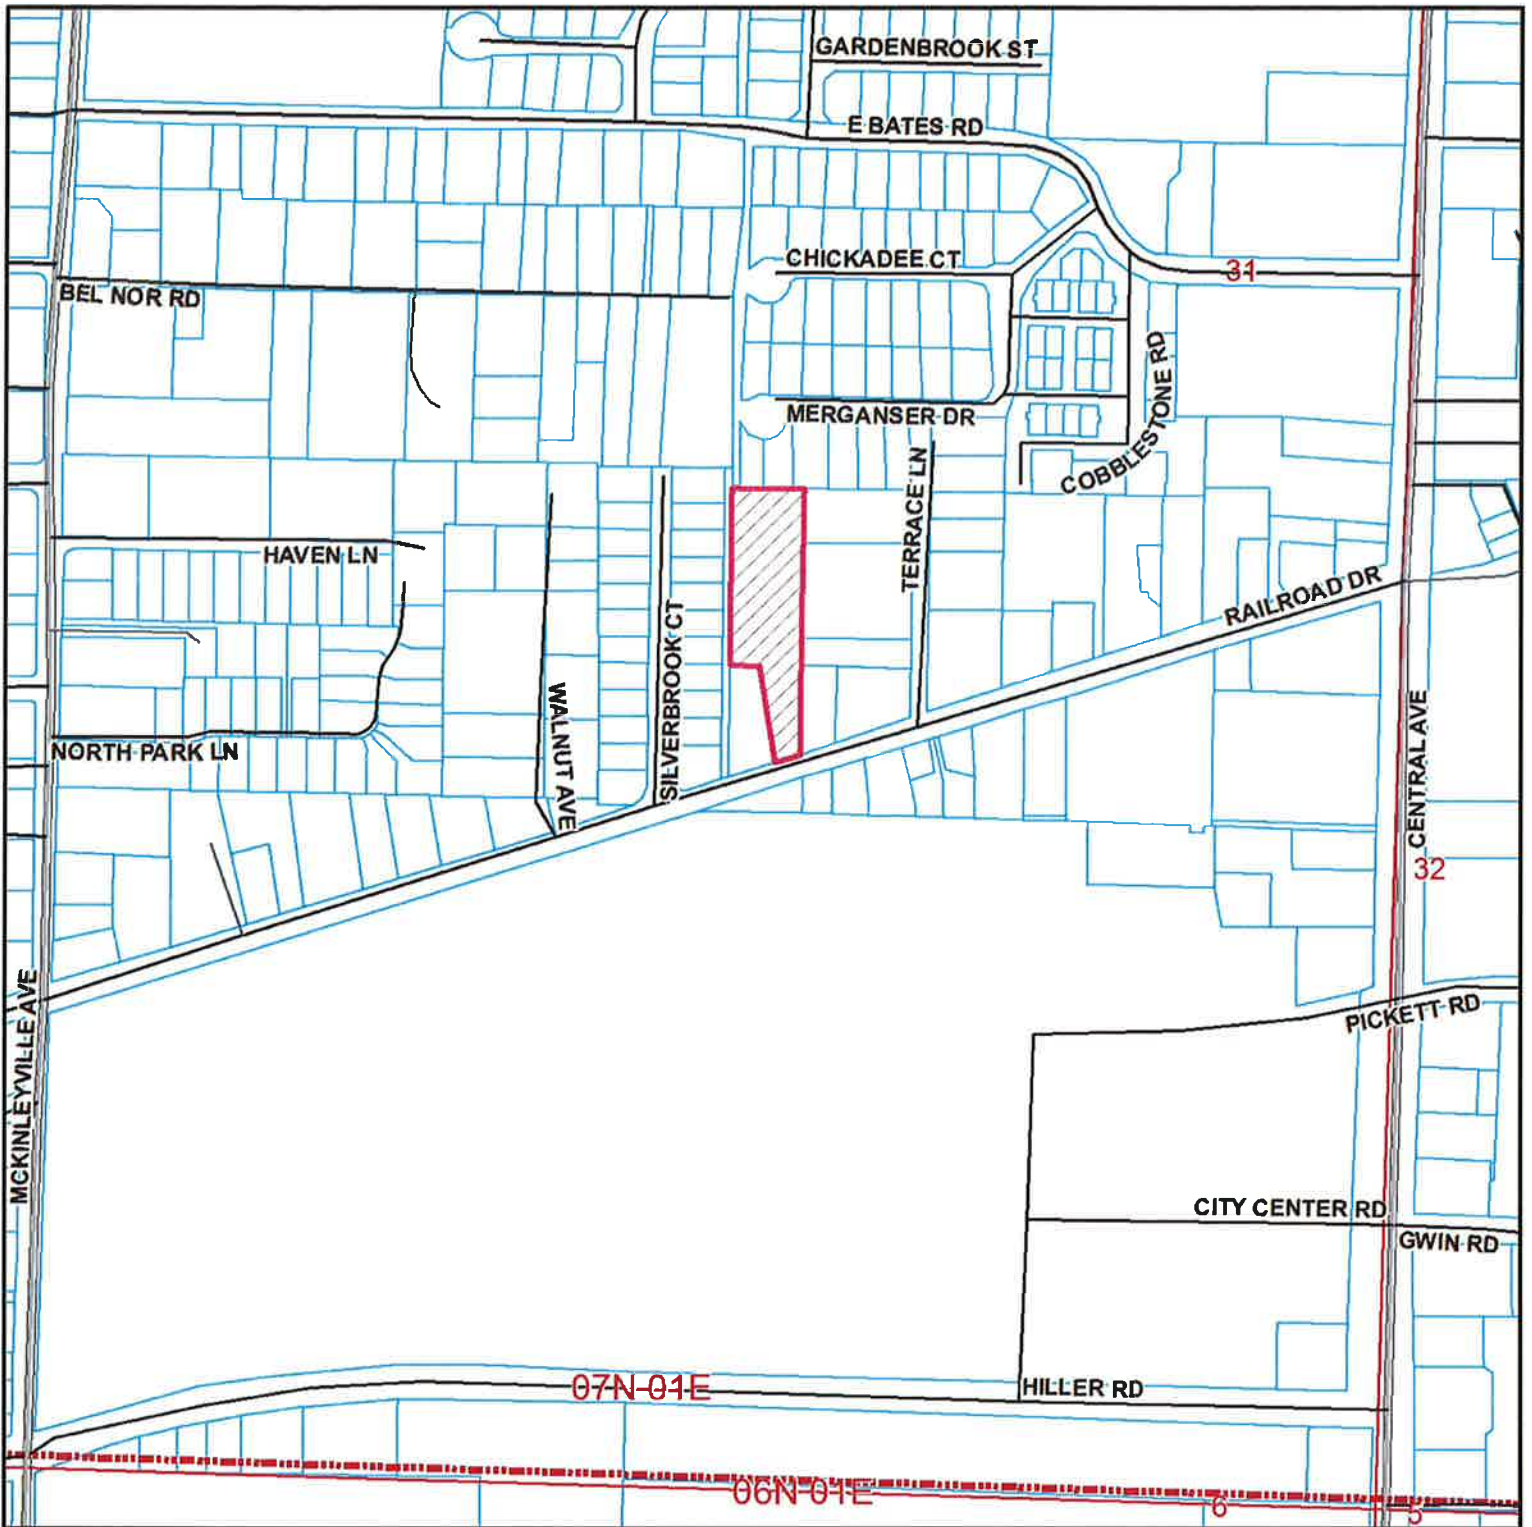 GARDENBROOK ST
E BATES RD
CHICKADEE CT
31
BEL NOR RD
MERGANSER DR
COBBLESTONE RD
TERRACE LN
HAVEN LN
RAILROAD DR
SILVERBROOK CT
WALNUT AVE
NORTH PARK LN
CENTRAL AVE
32
MCKINLEYVILLE AVE
PICKETT RD
CITY CENTER RD
GWIN RD
HILLER RD
07N 01E
06N 01E
6
5